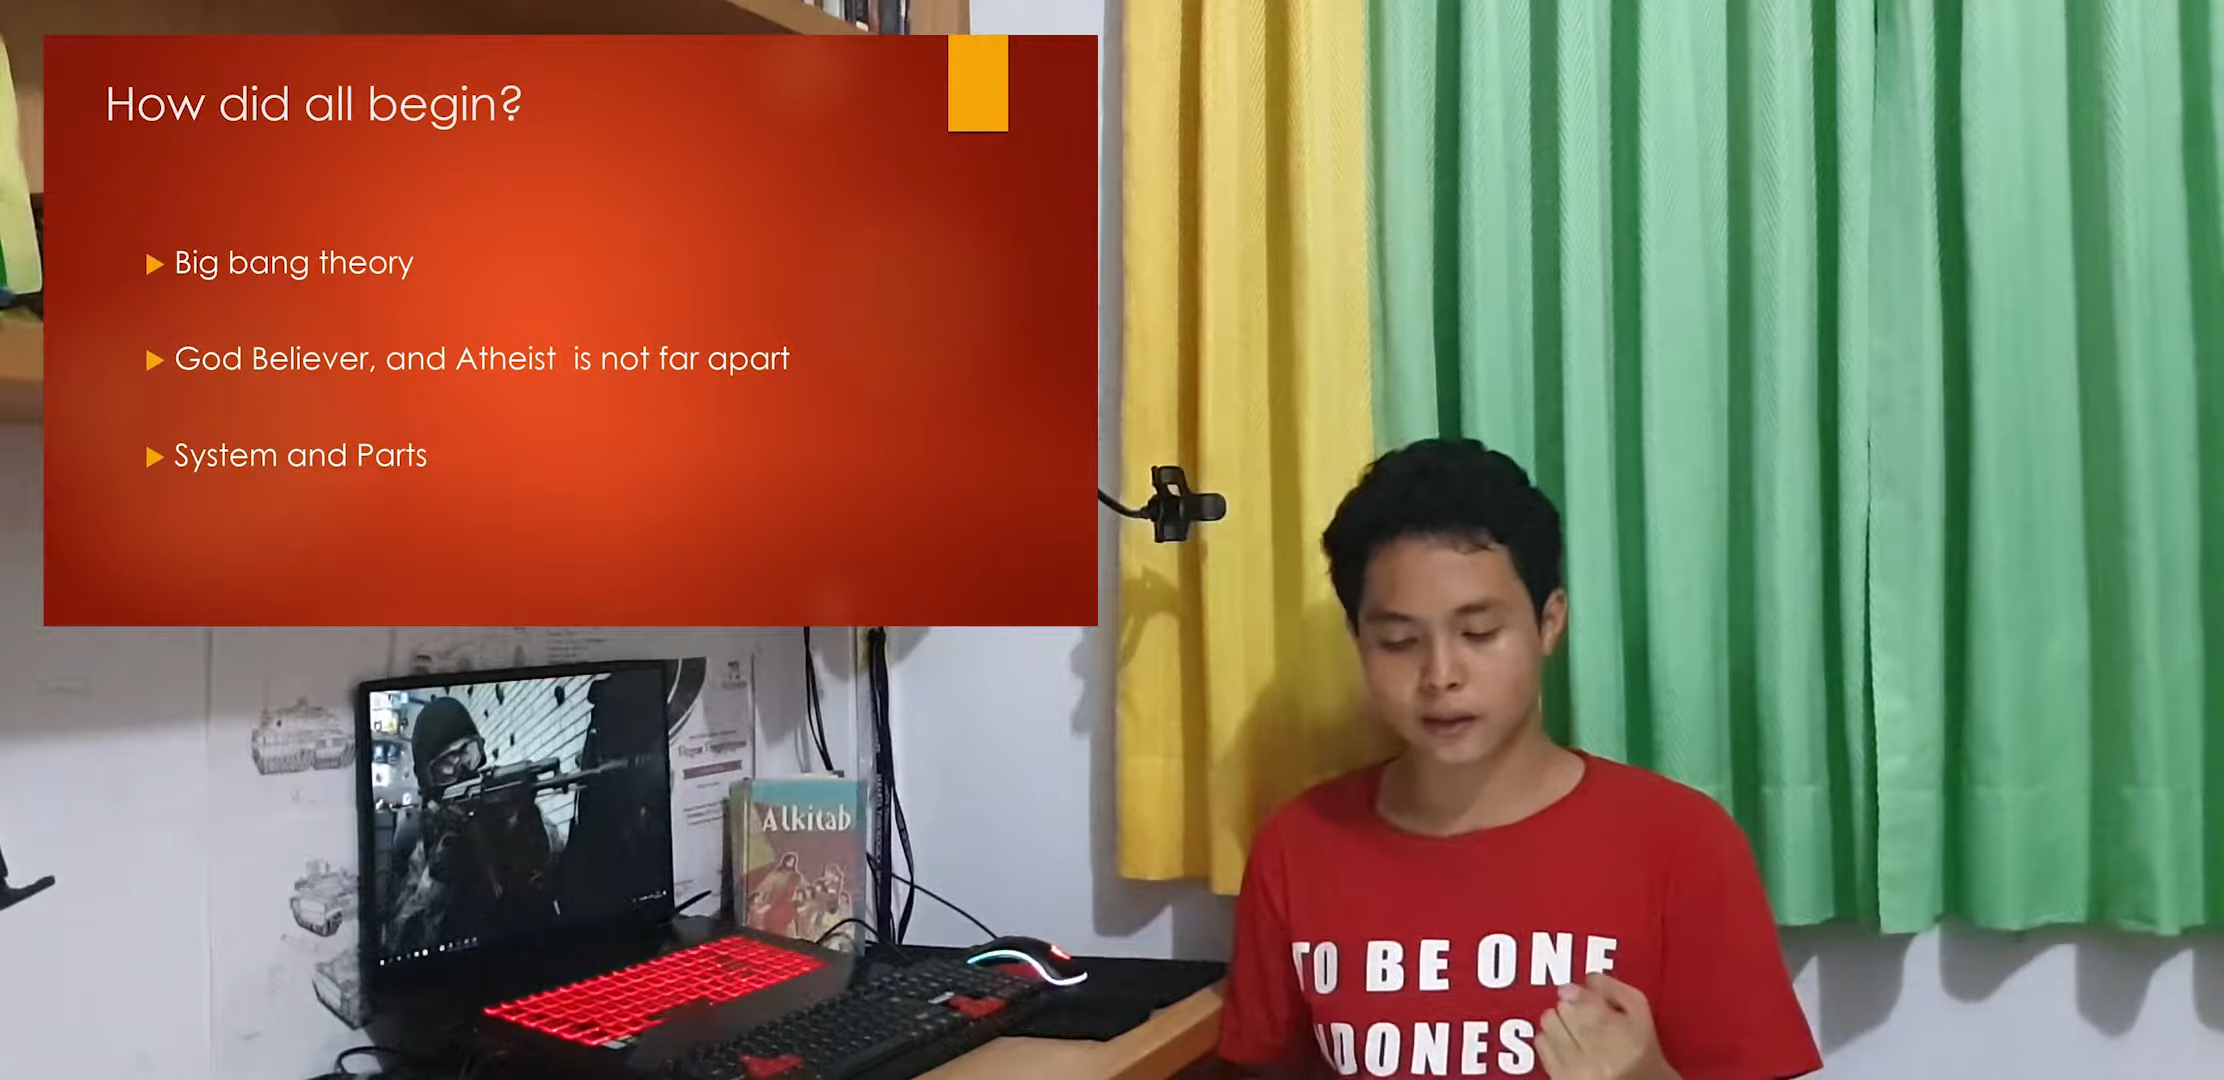 How did all begin?
Big bang theory
God Believer, and Atheist  is not far apart
System and Parts
Alkitab
TO BE ONE
NDONES